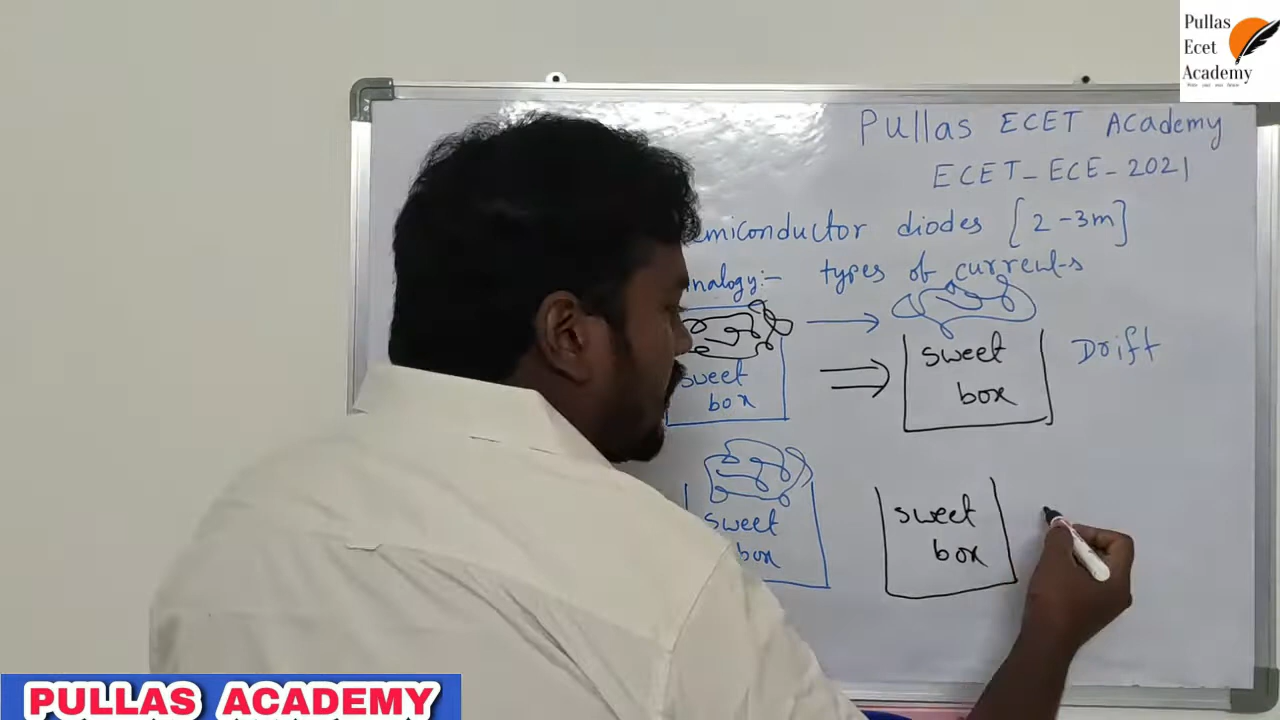 Pullas
Ecet
Academy
Pullas ECET Academy
ECET-ECE-2021
emiconductor diodes [2-3m]
nalogy:- types of currents
sweet
box
sweet
box
Drift
sweet
box
sweet
box
PULLAS ACADEMY